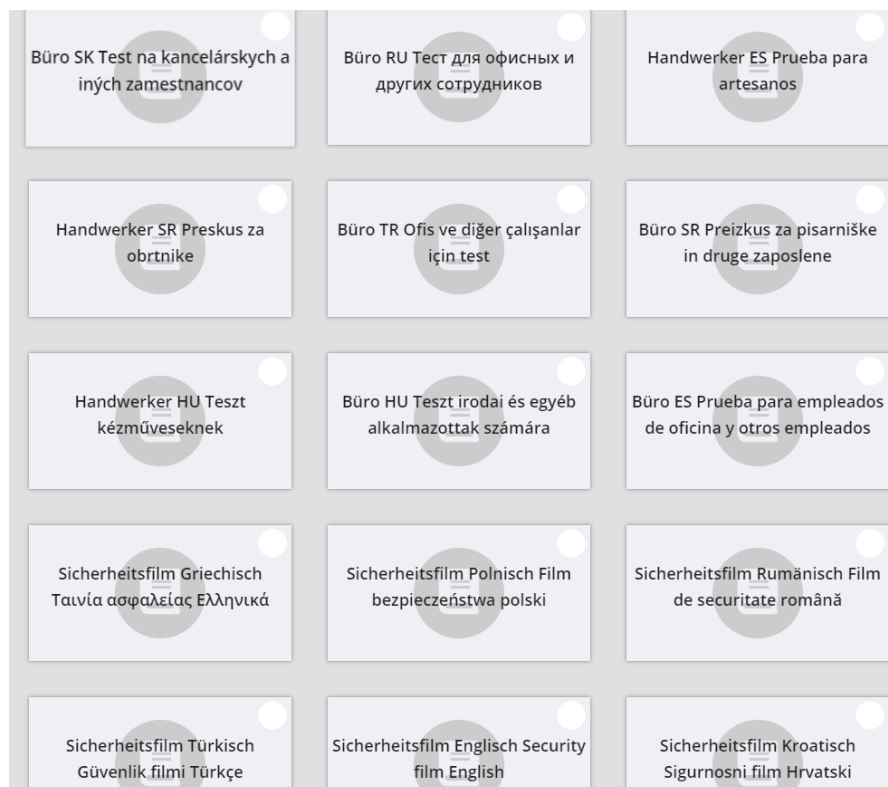 Büro SK Test na kancelárskych a
iných zamestnancov
Büro RU Тест для офисных и
других сотрудников
Handwerker ES Prueba para
artesanos
Handwerker SR Preskus za
obrtnike
Büro TR Ofis ve diğer çalışanlar
için test
Büro SR Preizkus za pisarniške
in druge zaposlene
Handwerker HU Teszt
kézműveseknek
Büro HU Teszt irodai és egyéb
alkalmazottak számára
Büro ES Prueba para empleados
de oficina y otros empleados
Sicherheitsfilm Griechisch
Ταινία ασφαλείας Ελληνικά
Sicherheitsfilm Polnisch Film
bezpieczeństwa polski
Sicherheitsfilm Rumänisch Film
de securitate română
Sicherheitsfilm Türkisch
Güvenlik filmi Türkçe
Sicherheitsfilm Englisch Security
film English
Sicherheitsfilm Kroatisch
Sigurnosni film Hrvatski